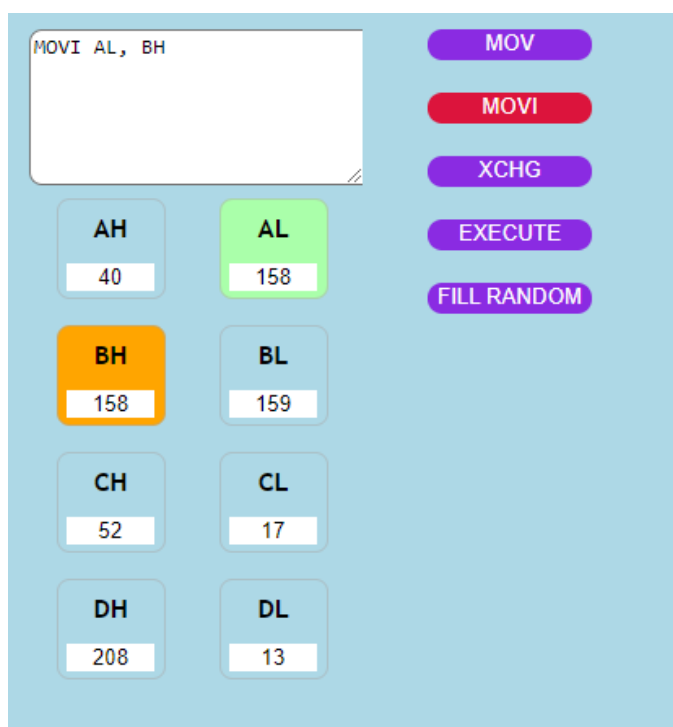 MOVI AL, BH
MOV
MOVI
XCHG
EXECUTE
FILL RANDOM
AH
AL
40
158
BH
BL
158
159
CH
CL
52
17
DH
DL
208
13